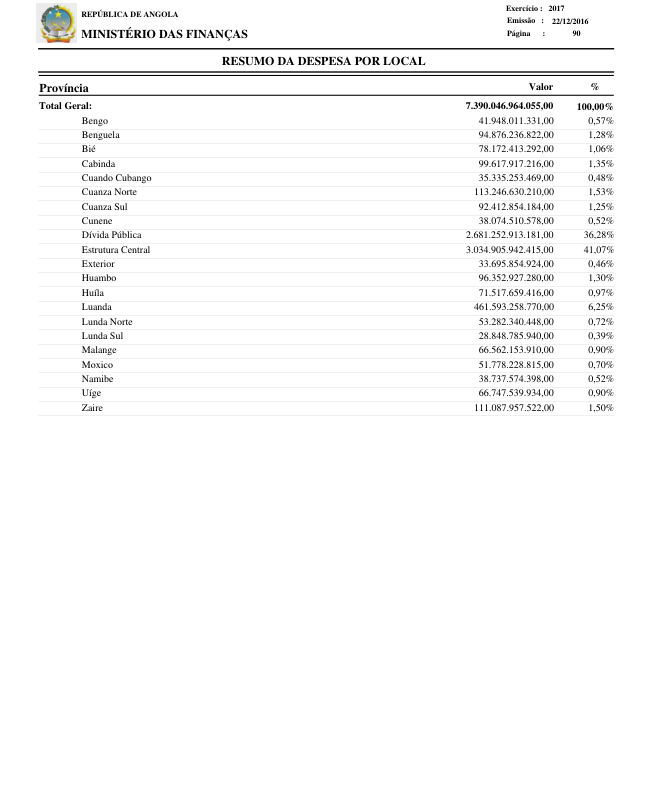 REPÚBLICA DE ANGOLA
MINISTÉRIO DAS FINANÇAS
Exercício : 2017
Emissão : 22/12/2016
Página : 90
RESUMO DA DESPESA POR LOCAL
Província Valor %
Total Geral: 7.390.046.964.055,00 100,00%
Bengo 41.948.011.331,00 0,57%
Benguela 94.876.236.822,00 1,28%
Bié 78.172.413.292,00 1,06%
Cabinda 99.617.917.216,00 1,35%
Cuando Cubango 35.335.253.469,00 0,48%
Cuanza Norte 113.246.630.210,00 1,53%
Cuanza Sul 92.412.854.184,00 1,25%
Cunene 38.074.510.578,00 0,52%
Dívida Pública 2.681.252.913.181,00 36,28%
Estrutura Central 3.034.905.942.415,00 41,07%
Exterior 33.695.854.924,00 0,46%
Huambo 96.352.927.280,00 1,30%
Huíla 71.517.659.416,00 0,97%
Luanda 461.593.258.770,00 6,25%
Lunda Norte 53.282.340.448,00 0,72%
Lunda Sul 28.848.785.940,00 0,39%
Malange 66.562.153.910,00 0,90%
Moxico 51.778.228.815,00 0,70%
Namibe 38.737.574.398,00 0,52%
Uíge 66.747.539.934,00 0,90%
Zaire 111.087.957.522,00 1,50%